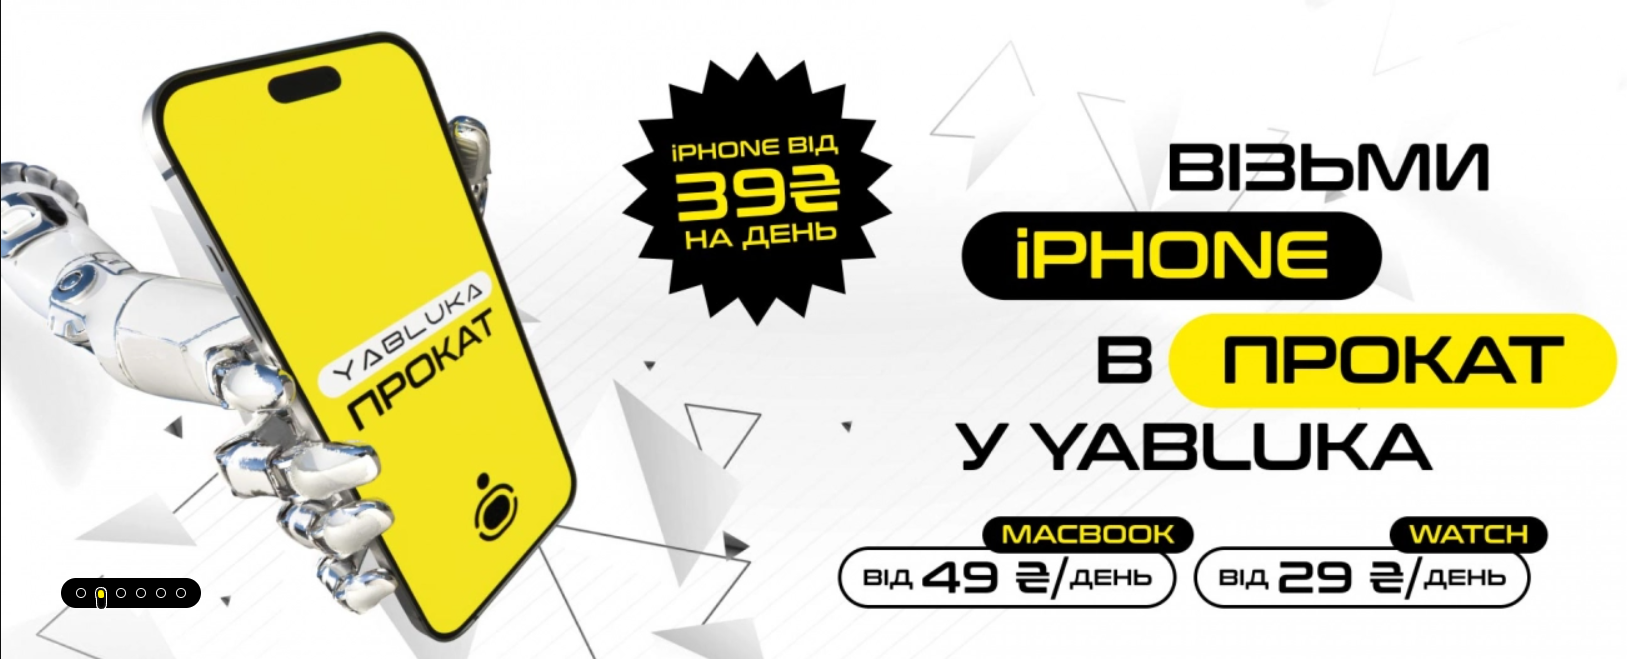 YABLUKA
ПРОКАТ
iPHONE ВІД
39₴
НА ДЕНЬ
ВІЗЬМИ
iPHONE
В ПРОКАТ
У YABLUKA
MACBOOK
ВІД 49 ₴/ДЕНЬ
WATCH
ВІД 29 ₴/ДЕНЬ